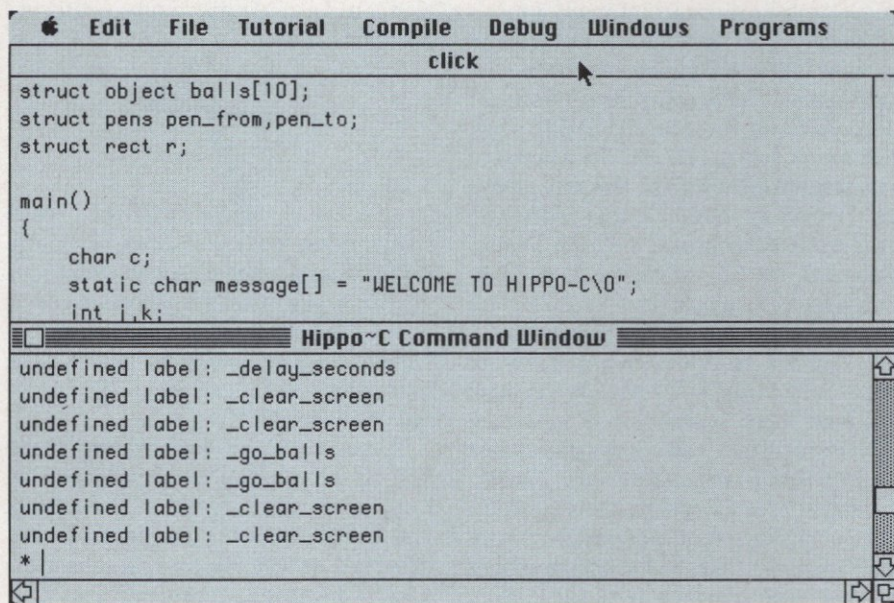 Edit File Tutorial Compile Debug Windows Programs
click
struct object balls[10];
struct pens pen_from,pen_to;
struct rect r;
main()
{
char c;
static char message[] = "WELCOME TO HIPPO-C\0";
int j,k;
Hippo~C Command Window
undefined label: _delay_seconds
undefined label: _clear_screen
undefined label: _clear_screen
undefined label: _go_balls
undefined label: _go_balls
undefined label: _clear_screen
undefined label: _clear_screen
*